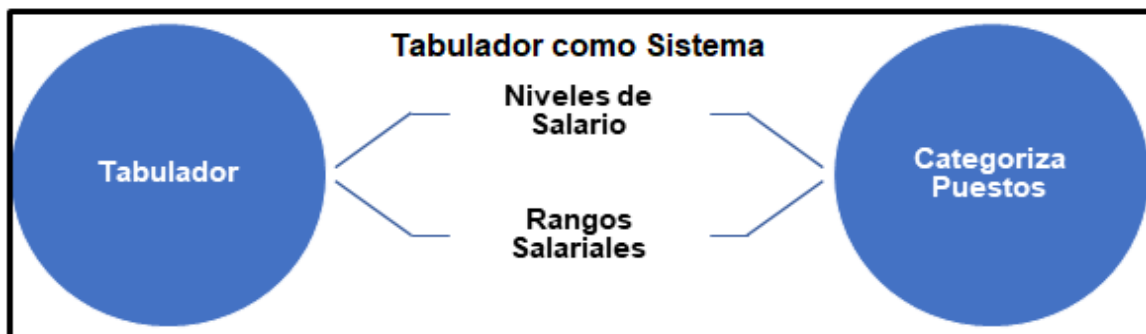 Tabulador como Sistema
Niveles de
Salario
Tabulador
Categoriza
Puestos
Rangos
Salariales